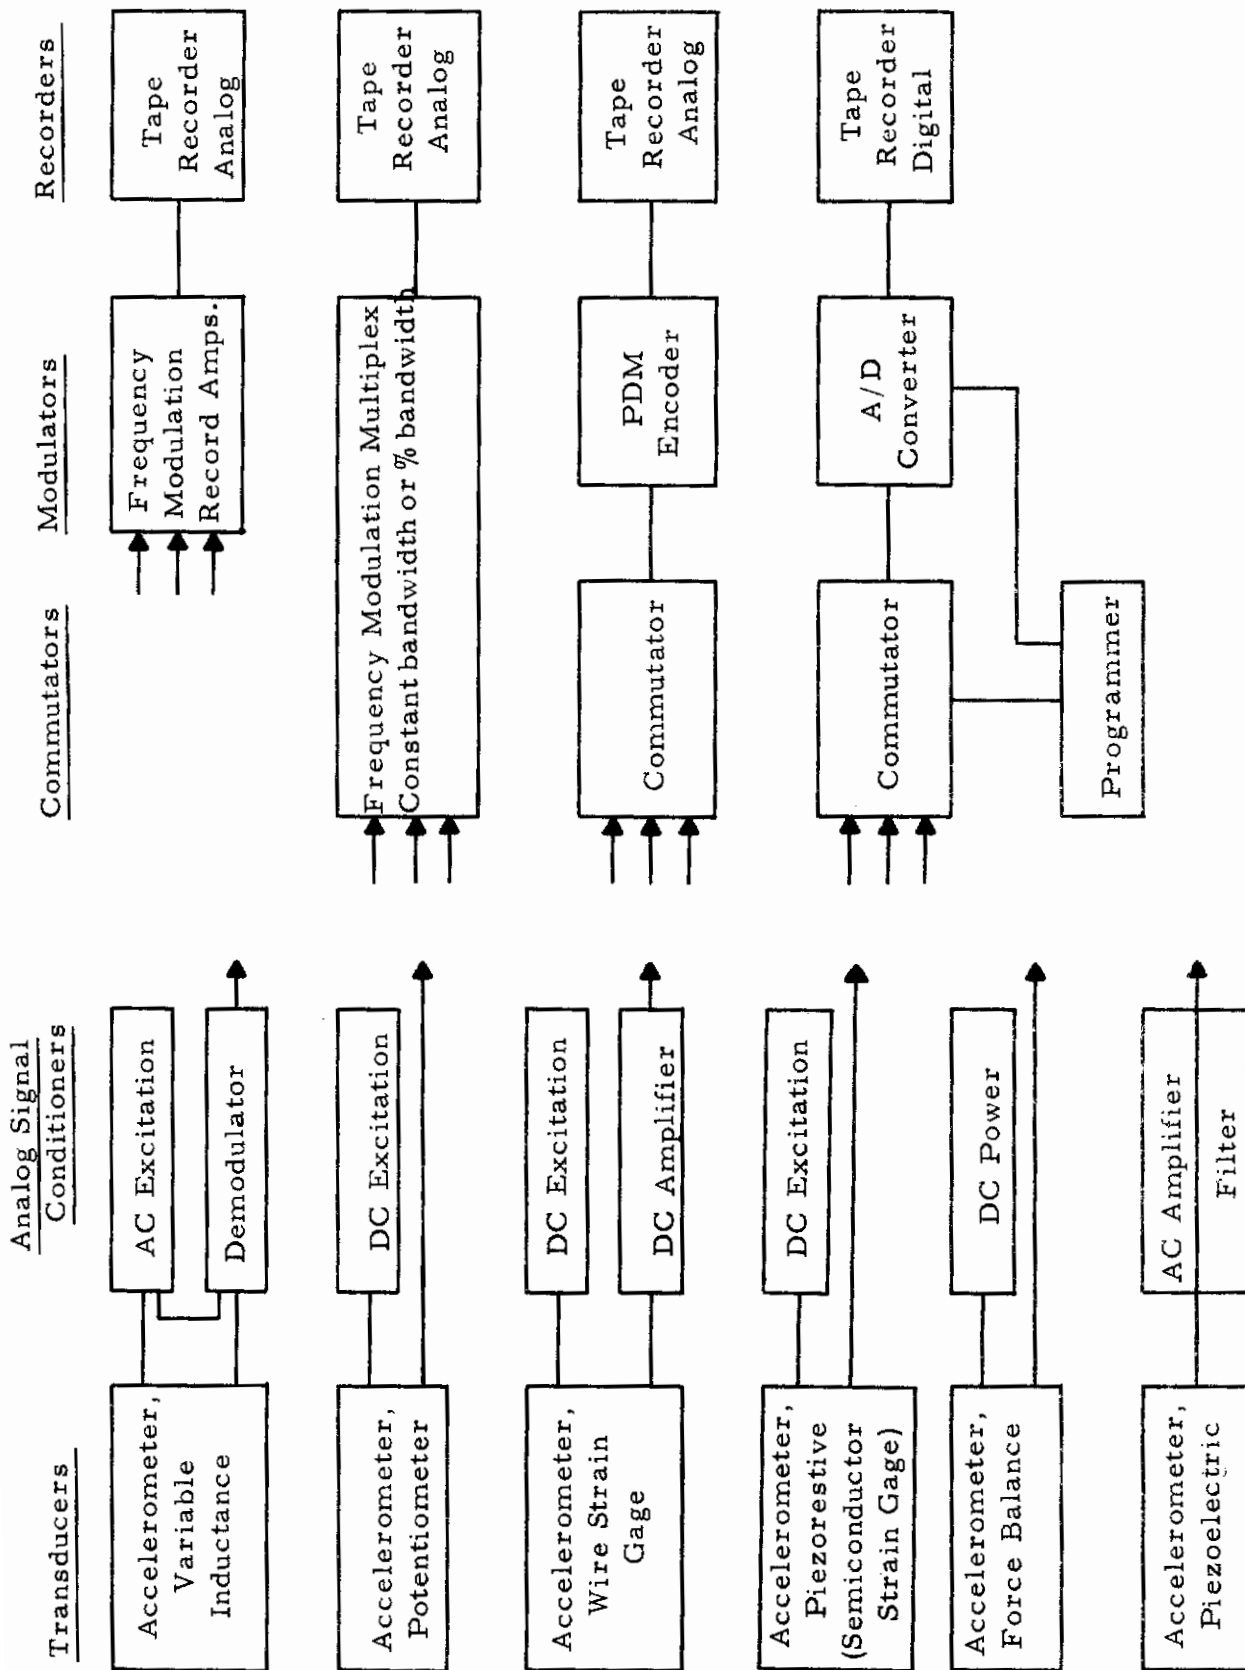 Transducers
Analog Signal
Conditioners
Commutators
Modulators
Recorders
Accelerometer,
Variable
Inductance
AC Excitation
Demodulator
Frequency
Modulation
Record Amps.
Tape
Recorder
Analog
Accelerometer,
Potentiometer
DC Excitation
Frequency Modulation Multiplex
Constant bandwidth or % bandwidth
Tape
Recorder
Analog
Accelerometer,
Wire Strain
Gage
DC Excitation
DC Amplifier
Commutator
PDM
Encoder
Tape
Recorder
Analog
Accelerometer,
Piezorestive
(Semiconductor
Strain Gage)
DC Excitation
Commutator
A/D
Converter
Tape
Recorder
Digital
Accelerometer,
Force Balance
DC Power
Programmer
Accelerometer,
Piezoelectric
AC Amplifier
Filter